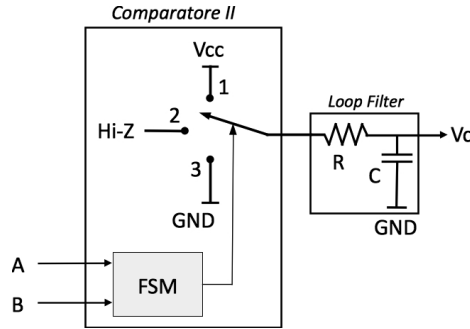 Comparatore II
Vcc
1
2
Hi-Z
3
GND
A
B
FSM
Loop Filter
R
C
Vc
GND